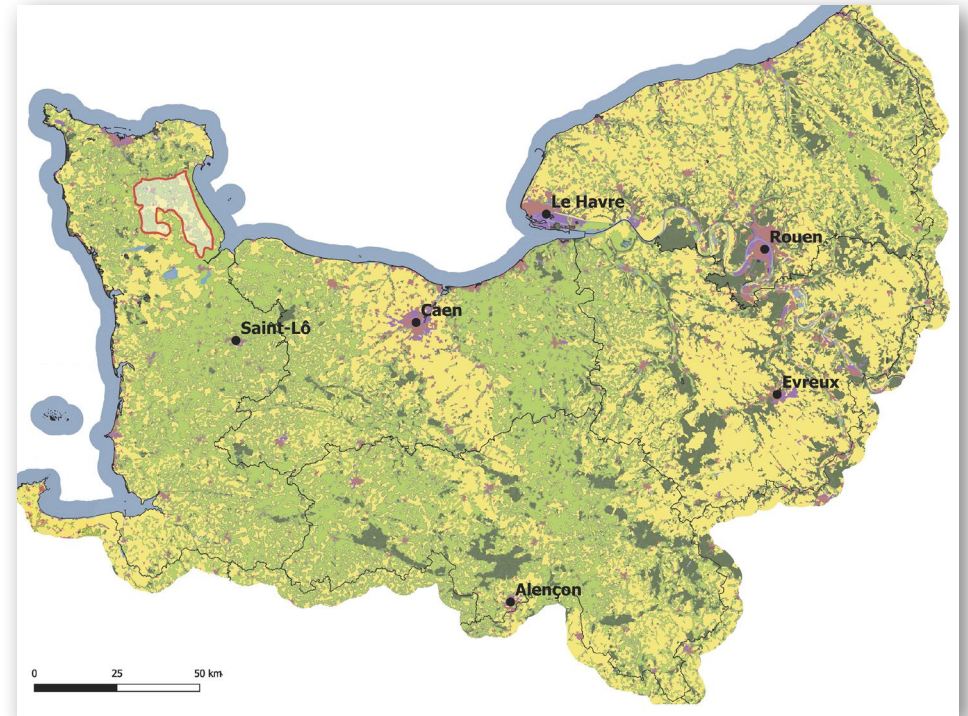 Le Havre
Rouen
Caen
Saint-Lô
Evreux
Alençon
0 25 50 km